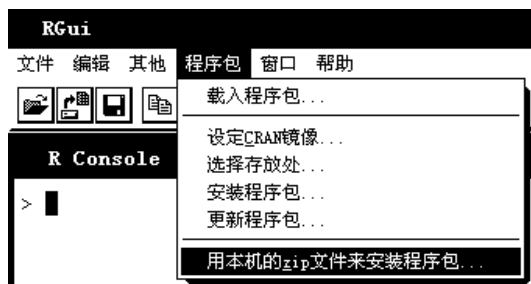 RGui
文件 编辑 其他 程序包 窗口 帮助
载入程序包...
设定CRAN镜像...
选择存放处...
安装程序包...
更新程序包...
用本机的zip文件来安装程序包...
R Console
>